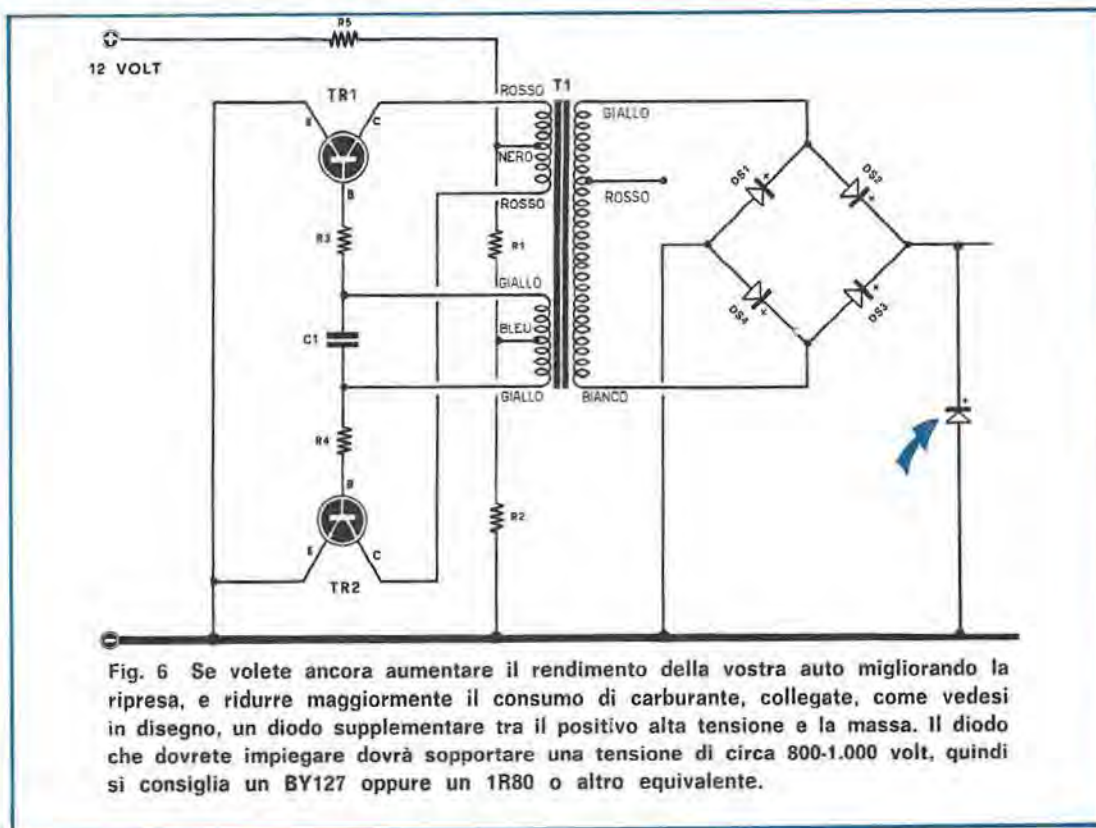 R5
12 VOLT
TR1
T1
ROSSO
GIALLO
E
C
DS1
+
DS2
+
NERO
B
ROSSO
ROSSO
R3
R1
GIALLO
C1
BLEU
DS4
+
DS3
+
GIALLO
BIANCO
+
R4
B
R2
E
C
TR2
Fig. 6 Se volete ancora aumentare il rendimento della vostra auto migliorando la
ripresa, e ridurre maggiormente il consumo di carburante, collegate, come vedesi
in disegno, un diodo supplementare tra il positivo alta tensione e la massa. Il diodo
che dovrete impiegare dovrà sopportare una tensione di circa 800-1.000 volt, quindi
si consiglia un BY127 oppure un 1R80 o altro equivalente.